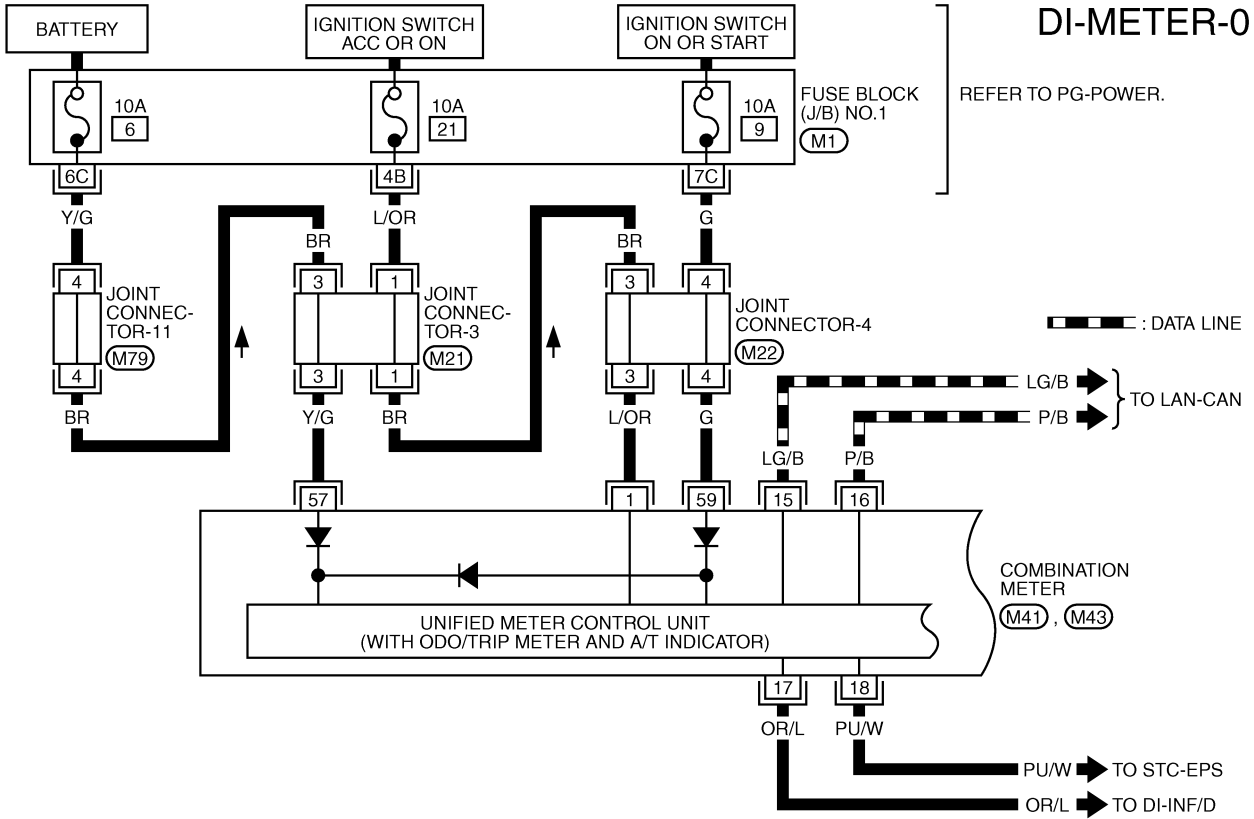 DI-METER-0
BATTERY
IGNITION SWITCH
ACC OR ON
IGNITION SWITCH
ON OR START
10A
6
10A
21
10A
9
FUSE BLOCK
(J/B) NO.1
M1
REFER TO PG-POWER.
6C
4B
7C
Y/G
L/OR
G
BR
BR
4
3
1
3
4
JOINT
CONNEC-
TOR-11
M79
JOINT
CONNEC-
TOR-3
M21
JOINT
CONNECTOR-4
M22
: DATA LINE
4
3
1
3
4
BR
Y/G
BR
L/OR
G
LG/B
P/B
TO LAN-CAN
LG/B
P/B
57
1
59
15
16
COMBINATION
METER
M41 , M43
UNIFIED METER CONTROL UNIT
(WITH ODO/TRIP METER AND A/T INDICATOR)
17
18
OR/L
PU/W
PU/W
TO STC-EPS
OR/L
TO DI-INF/D